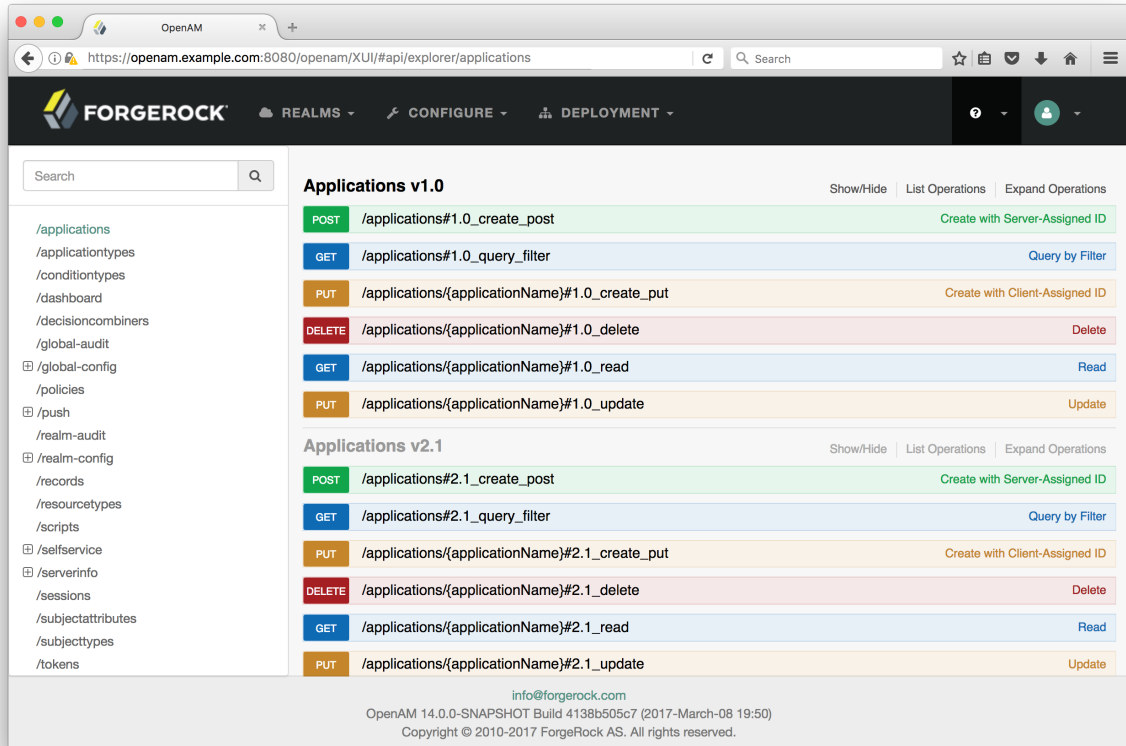 OpenAM
https://openam.example.com:8080/openam/XUI/#api/explorer/applications
Search
FORGEROCK
REALMS
CONFIGURE
DEPLOYMENT
Search
/applications
/applicationtypes
/conditiontypes
/dashboard
/decisioncombiners
/global-audit
/global-config
/policies
/push
/realm-audit
/realm-config
/records
/resourcetypes
/scripts
/selfservice
/serverinfo
/sessions
/subjectattributes
/subjecttypes
/tokens
Applications v1.0 Show/Hide List Operations Expand Operations
POST /applications#1.0_create_post Create with Server-Assigned ID
GET /applications#1.0_query_filter Query by Filter
PUT /applications/{applicationName}#1.0_create_put Create with Client-Assigned ID
DELETE /applications/{applicationName}#1.0_delete Delete
GET /applications/{applicationName}#1.0_read Read
PUT /applications/{applicationName}#1.0_update Update
Applications v2.1 Show/Hide List Operations Expand Operations
POST /applications#2.1_create_post Create with Server-Assigned ID
GET /applications#2.1_query_filter Query by Filter
PUT /applications/{applicationName}#2.1_create_put Create with Client-Assigned ID
DELETE /applications/{applicationName}#2.1_delete Delete
GET /applications/{applicationName}#2.1_read Read
PUT /applications/{applicationName}#2.1_update Update
info@forgerock.com
OpenAM 14.0.0-SNAPSHOT Build 4138b505c7 (2017-March-08 19:50)
Copyright © 2010-2017 ForgeRock AS. All rights reserved.